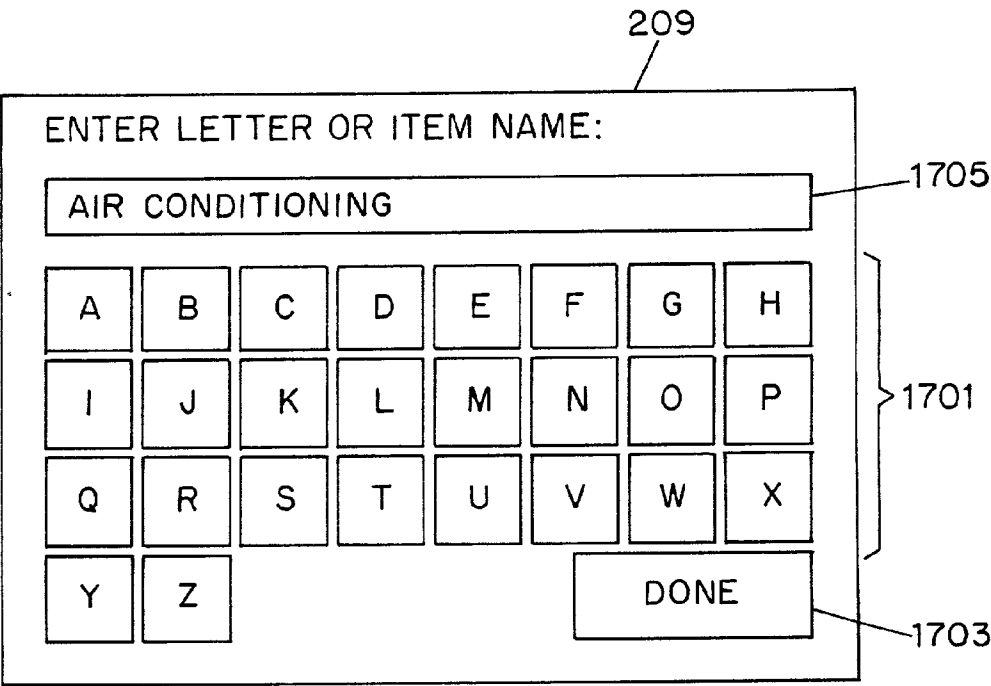 209
ENTER LETTER OR ITEM NAME:
1705
AIR CONDITIONING
A B C D E F G H
I J K L M N O P
1701
Q R S T U V W X
Y Z DONE
1703